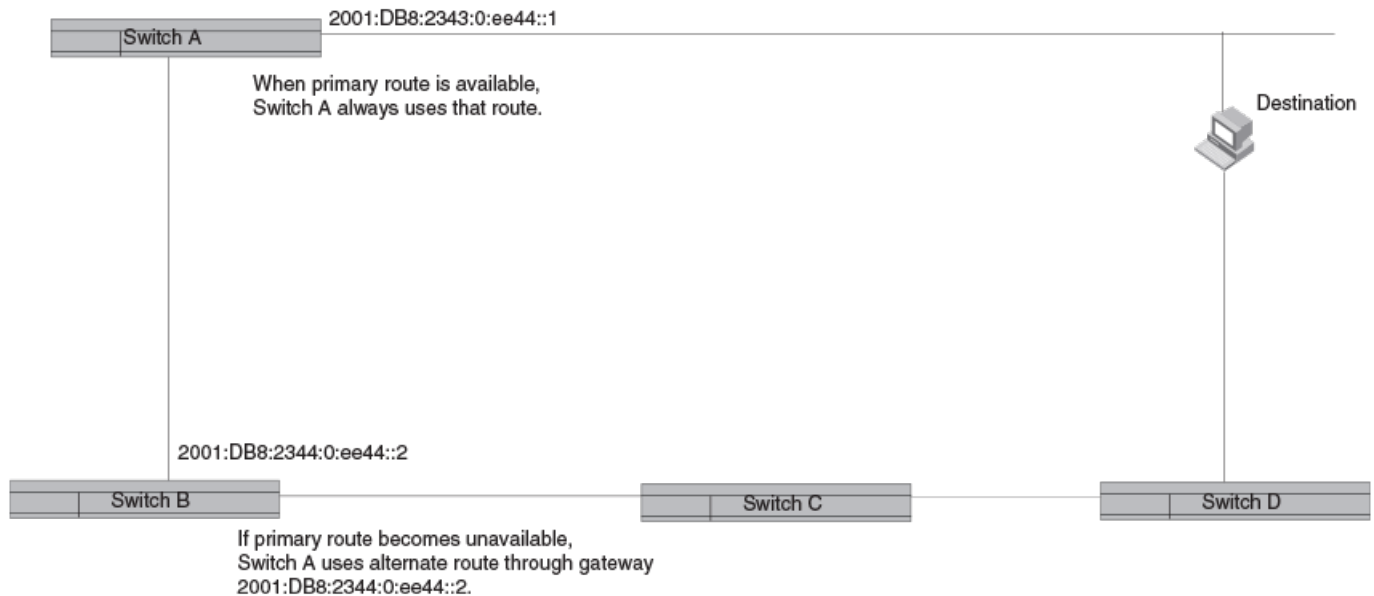 2001:DB8:2343:0:ee44::1
Switch A
When primary route is available,
Switch A always uses that route.
Destination
2001:DB8:2344:0:ee44::2
Switch B
Switch C
Switch D
If primary route becomes unavailable,
Switch A uses alternate route through gateway
2001:DB8:2344:0:ee44::2.